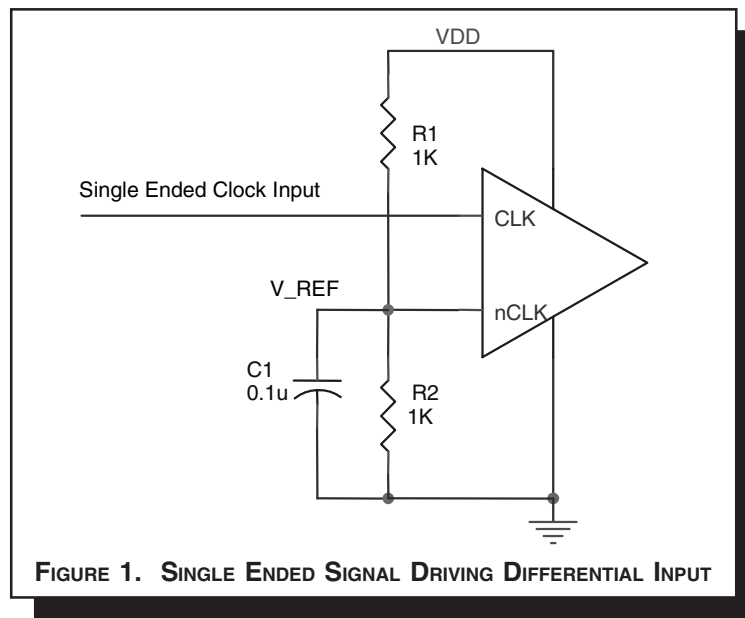 VDD
R1
1K
Single Ended Clock Input
CLK
V_REF
nCLK
C1
0.1u
R2
1K
FIGURE 1. SINGLE ENDED SIGNAL DRIVING DIFFERENTIAL INPUT